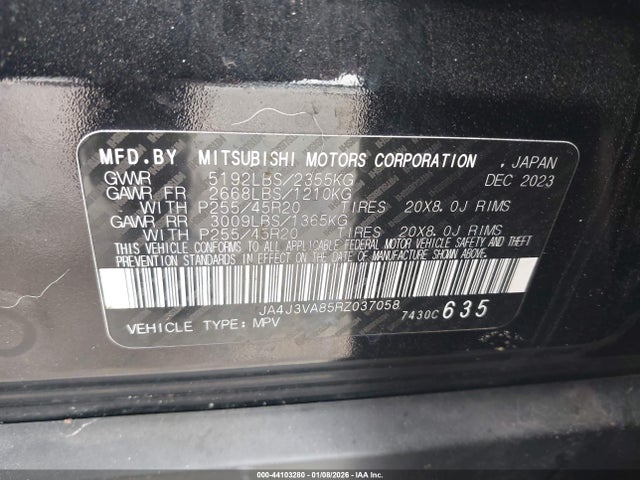 MFD.BY MITSUBISHI MOTORS CORPORATION , JAPAN
GVWR 5192LBS/2355KG DEC 2023
GAWR FR 2668LBS/1210KG
WITH P255/45R20 TIRES 20X8.0J RIMS
GAWR RR 3009LBS/1365KG
WITH P255/45R20 TIRES 20X8.0J RIMS
THIS VEHICLE CONFORMS TO ALL APPLICABLE FEDERAL MOTOR VEHICLE SAFETY AND THEFT
PREVENTION STANDARDS IN EFFECT ON THE DATE OF MANUFACTURE SHOWN ABOVE.
JA4J3VA85RZ037058
VEHICLE TYPE: MPV 7430C 635
000-44103280 - 01/08/2026 - IAA Inc.